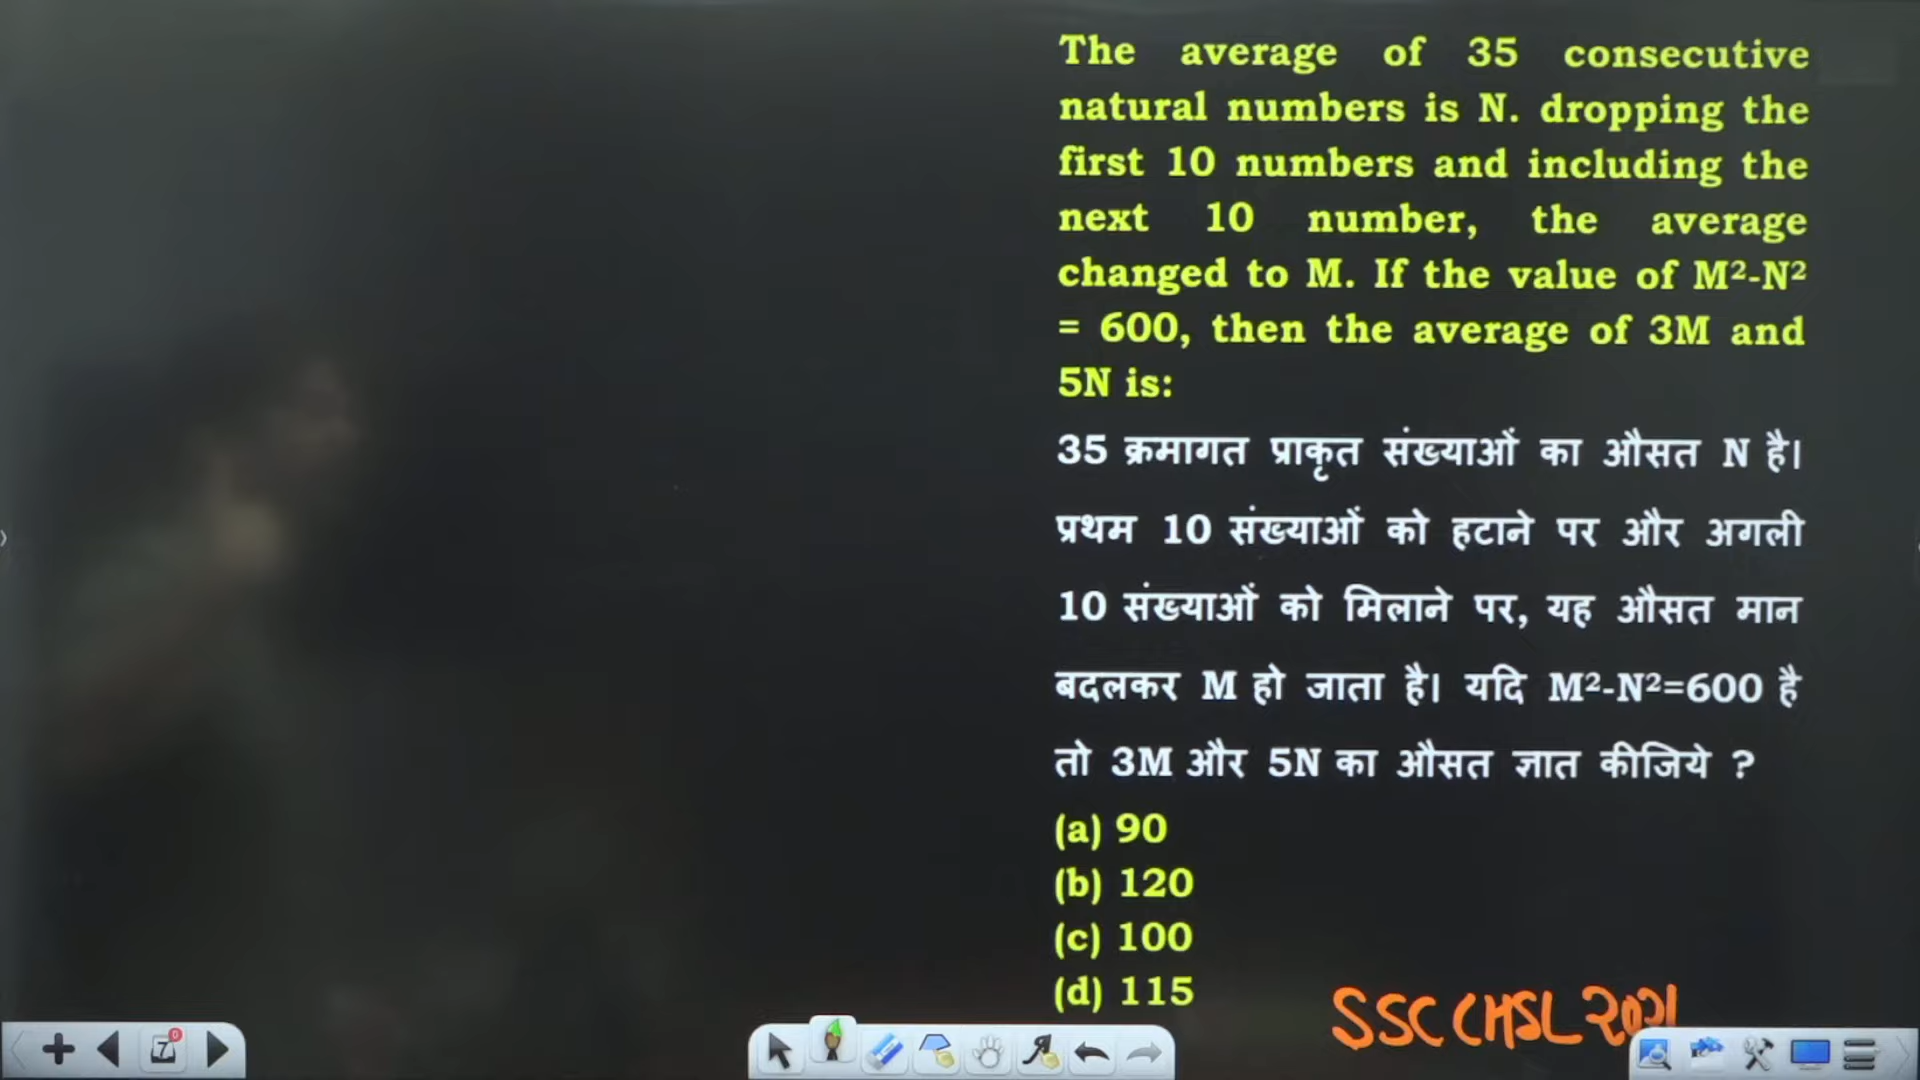 The average of 35 consecutive
natural numbers is N. dropping the
first 10 numbers and including the
next 10 number, the average
changed to M. If the value of M²-N²
= 600, then the average of 3M and
5N is:
35 क्रमागत प्राकृत संख्याओं का औसत N है।
प्रथम 10 संख्याओं को हटाने पर और अगली
10 संख्याओं को मिलाने पर, यह औसत मान
बदलकर M हो जाता है। यदि M²-N²=600 है
तो 3M और 5N का औसत ज्ञात कीजिये ?
(a) 90
(b) 120
(c) 100
(d) 115
SSC CHSL 2021
7
0